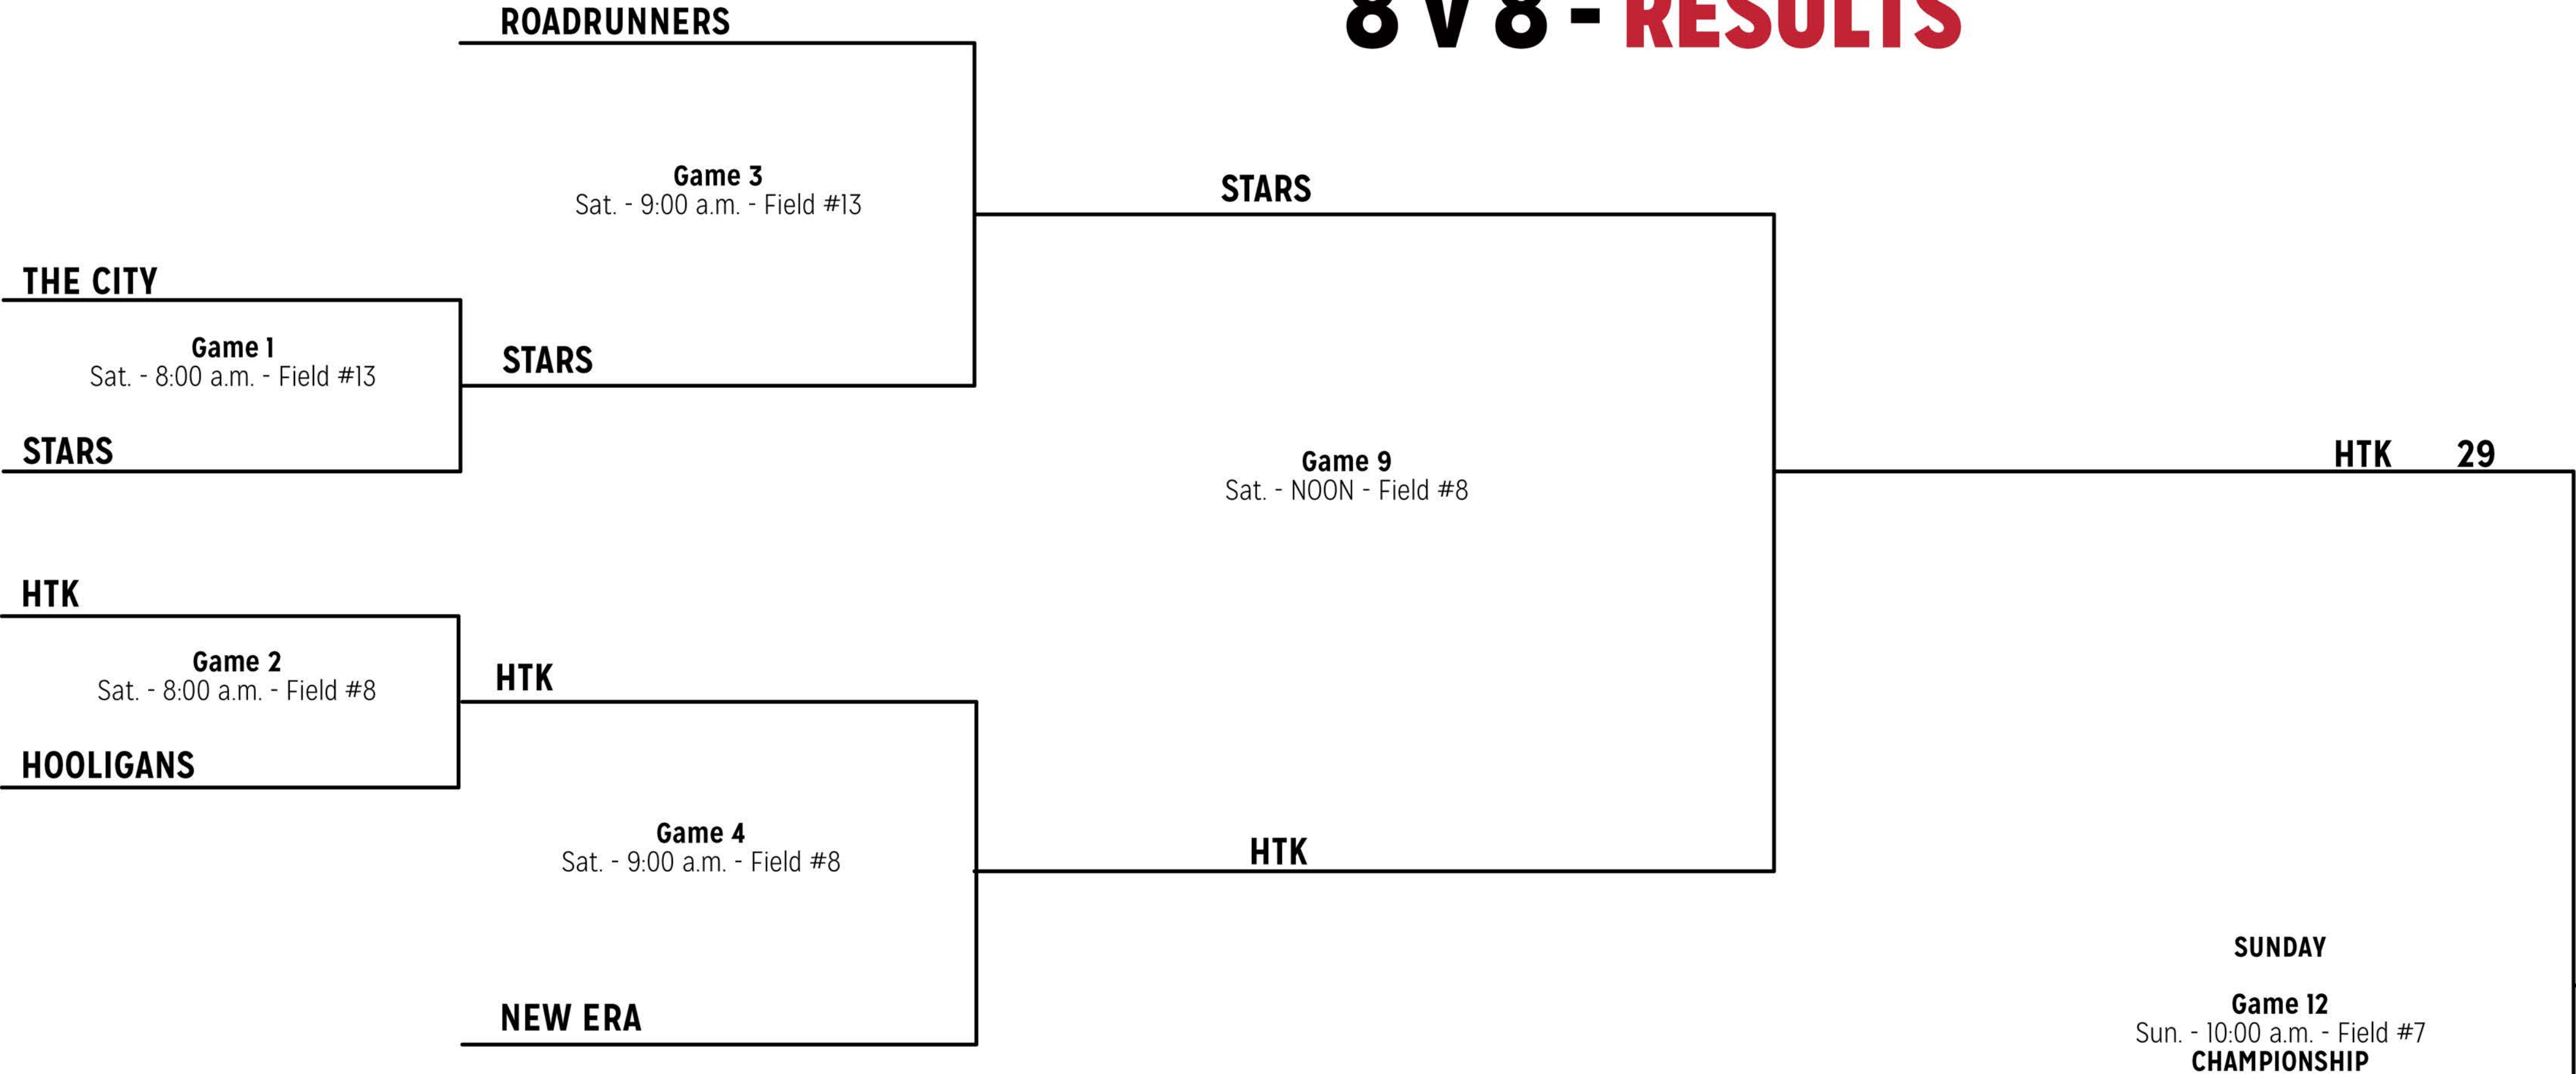 ROADRUNNERS
8 V 8 - RESULTS
Game 3
Sat. - 9:00 a.m. - Field #13
STARS
THE CITY
Game 1
Sat. - 8:00 a.m. - Field #13
STARS
STARS
HTK 29
Game 9
Sat. - NOON - Field #8
HTK
Game 2
Sat. - 8:00 a.m. - Field #8
HTK
HOOLIGANS
Game 4
Sat. - 9:00 a.m. - Field #8
HTK
NEW ERA
SUNDAY
Game 12
Sun. - 10:00 a.m. - Field #7
CHAMPIONSHIP